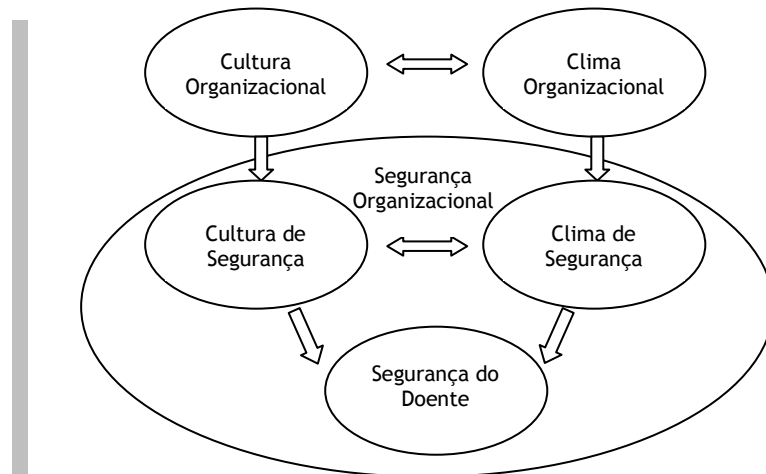 Cultura
Organizacional
Clima
Organizacional
Segurança
Organizacional
Cultura de
Segurança
Clima de
Segurança
Segurança do
Doente